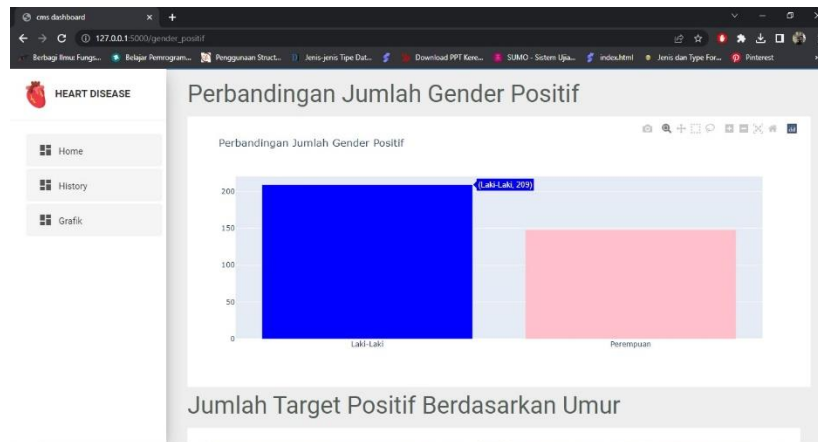 cms dashboard
127.0.0.1:5000/gender_positif
Berbagi Ilmu: Fungs... Belajar Pemrogram... Penggunaan Struct... Jenis-jenis Tipe Dat... Download PPT Kere... SUMO - Sistem Ujia... index.html Jenis dan Type For... Pinterest
HEART DISEASE
Home
History
Grafik
Perbandingan Jumlah Gender Positif
Perbandingan Jumlah Gender Positif
(Laki-Laki, 209)
200
150
100
50
0
Laki-Laki
Perempuan
Jumlah Target Positif Berdasarkan Umur